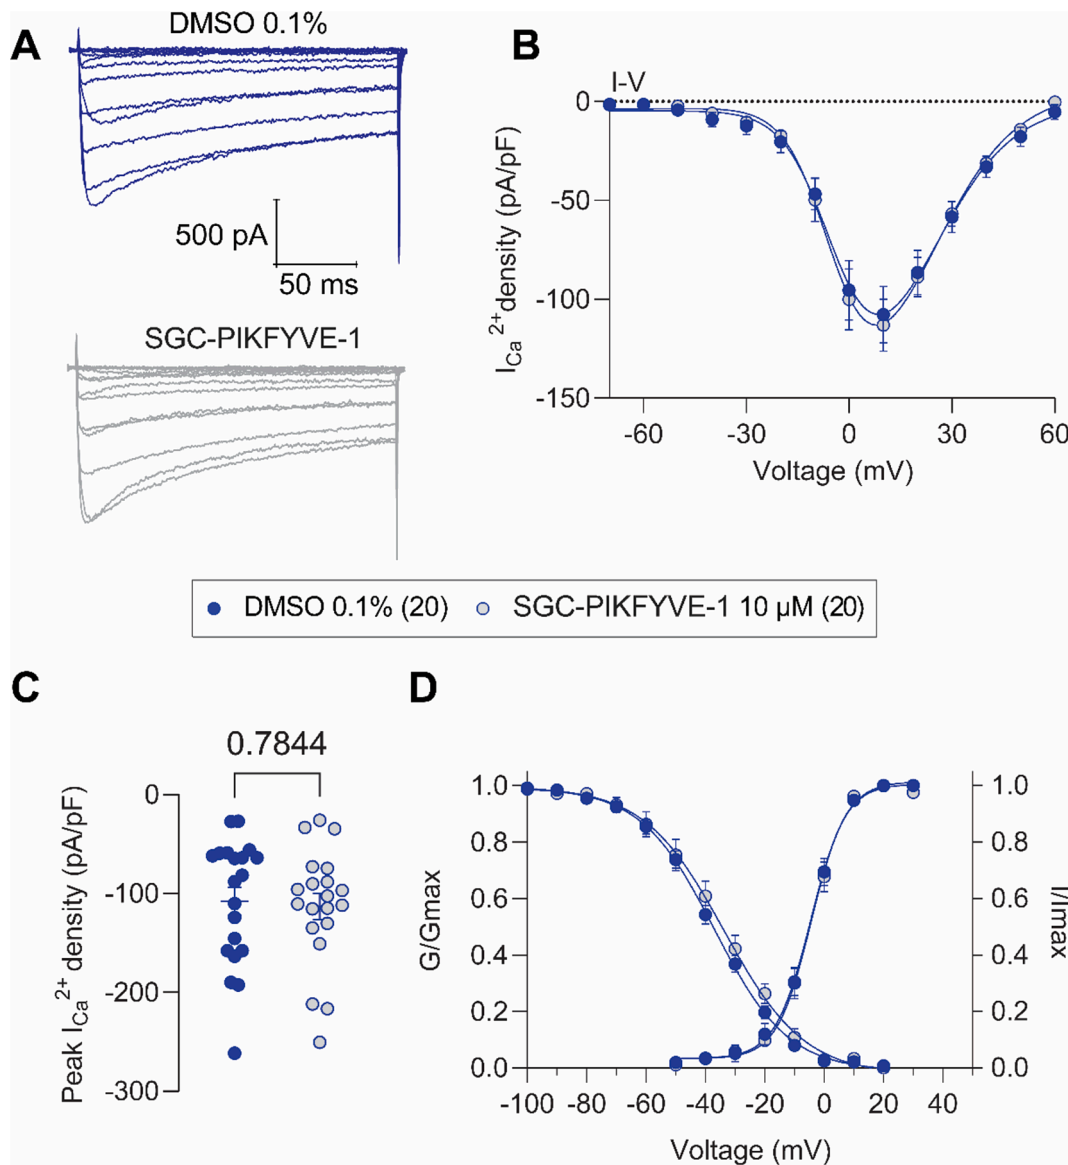 A
DMSO 0.1%
500 pA
50 ms
SGC-PIKFYVE-1
B
I-V
0
-50
-100
-150
I_Ca^2+ density (pA/pF)
-60 -30 0 30 60
Voltage (mV)
DMSO 0.1% (20) SGC-PIKFYVE-1 10 µM (20)
C
0.7844
0
-100
-200
-300
Peak I_Ca^2+ density (pA/pF)
D
1.0 1.0
0.8 0.8
0.6 0.6
0.4 0.4
0.2 0.2
0.0 0.0
G/Gmax
I/Imax
-100 -80 -60 -40 -20 0 20 40
Voltage (mV)